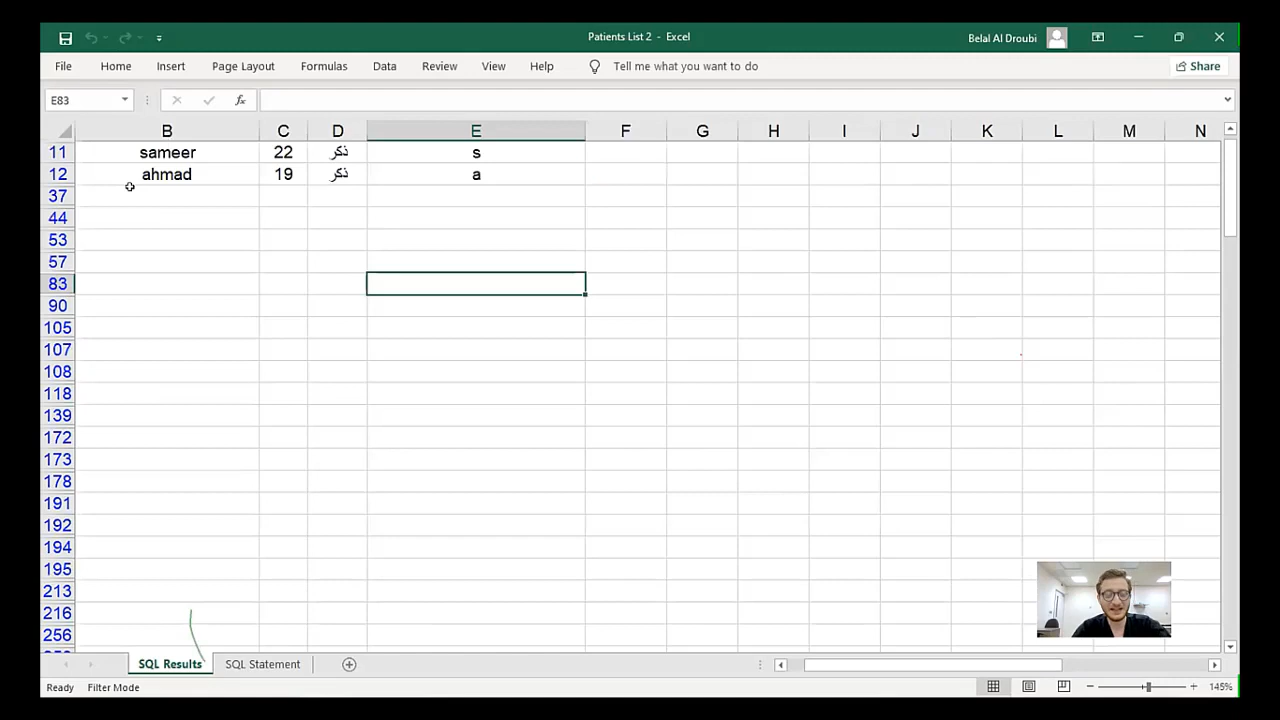 Patients List 2 - Excel
Belal Al Droubi
File Home Insert Page Layout Formulas Data Review View Help Tell me what you want to do Share
E83 fx
B C D E F G H I J K L M N
11 sameer 22 ذكر s
12 ahmad 19 ذكر a
37
44
53
57
83
90
105
107
108
118
139
172
173
178
191
192
194
195
213
216
256
SQL Results SQL Statement
Ready Filter Mode 145%